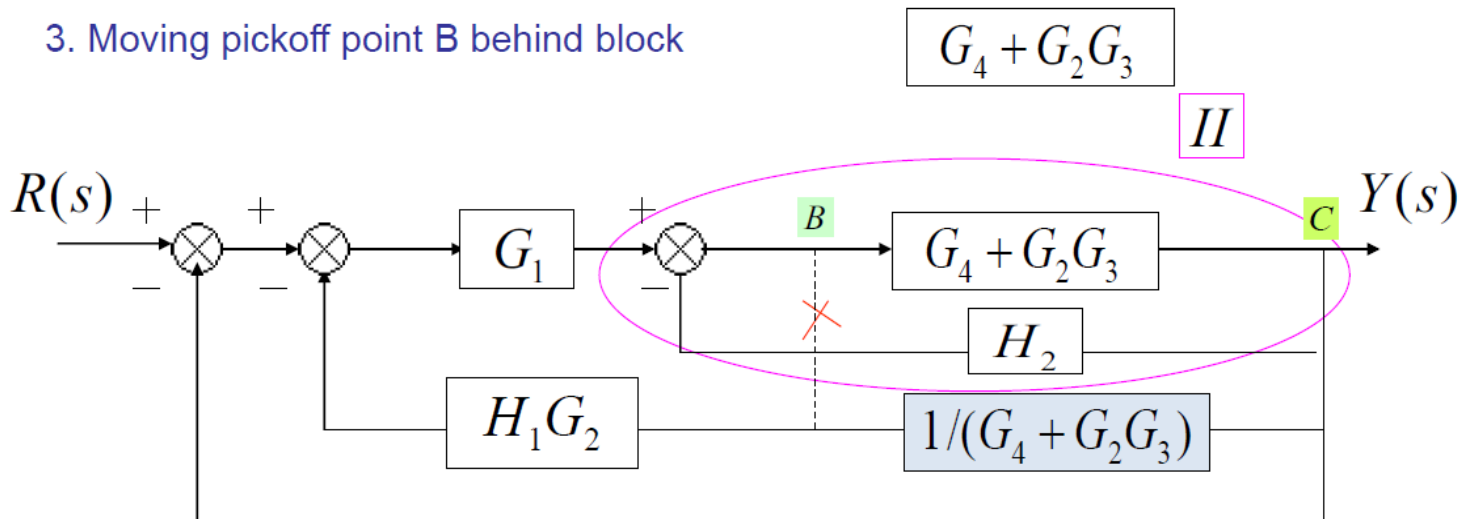 3. Moving pickoff point B behind block
G₄ + G₂G₃
II
R(s) + − + − G₁ + − B G₄ + G₂G₃ C Y(s)
H₂
H₁G₂ 1/(G₄ + G₂G₃)